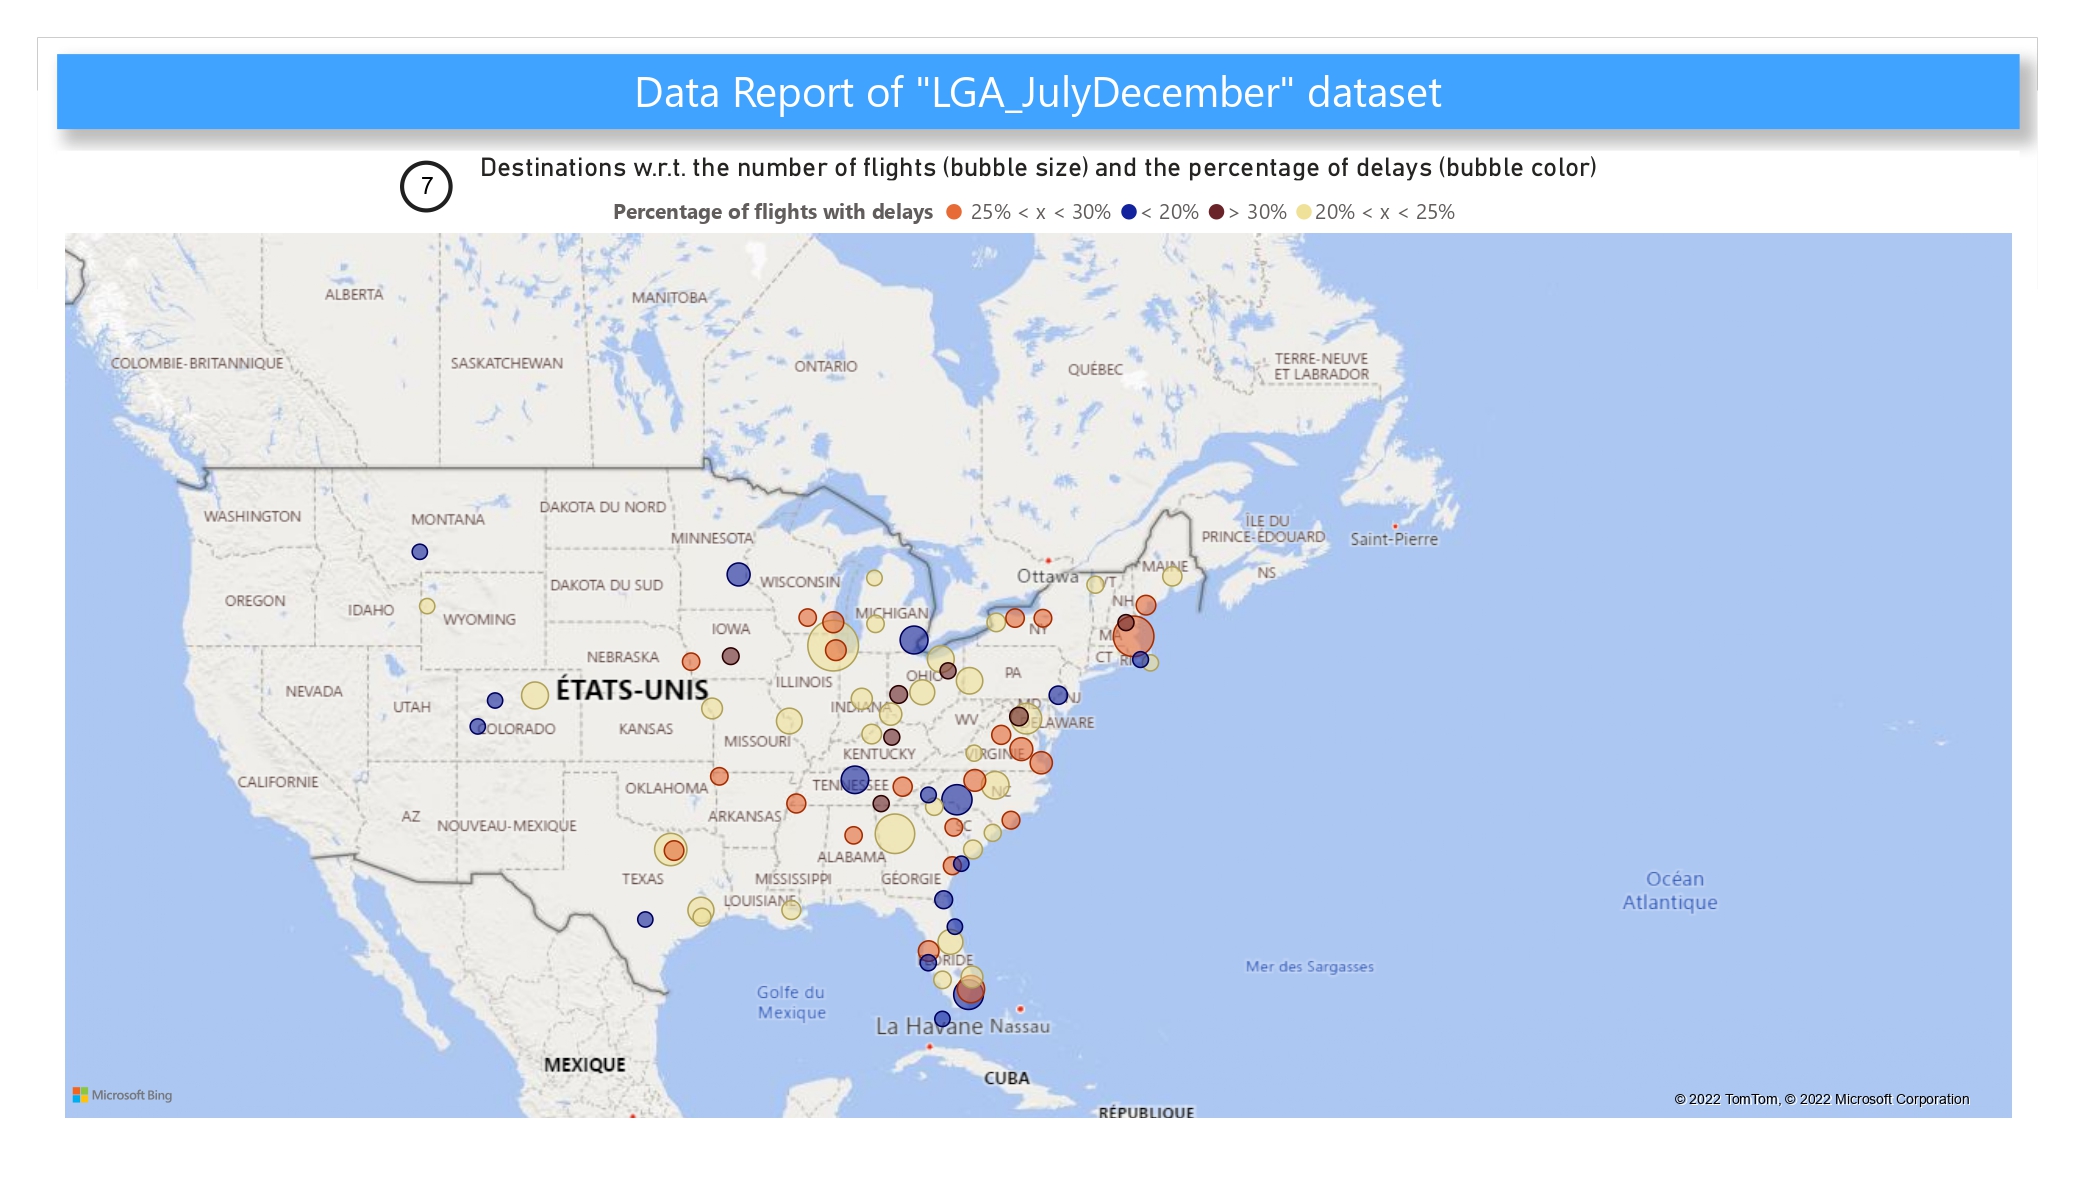 Data Report of "LGA_JulyDecember" dataset
7
Destinations w.r.t. the number of flights (bubble size) and the percentage of delays (bubble color)
Percentage of flights with delays 25% < x < 30% < 20% > 30% 20% < x < 25%
ALBERTA
MANITOBA
COLOMBIE-BRITANNIQUE
SASKATCHEWAN
ONTARIO
QUÉBEC
TERRE-NEUVE
ET LABRADOR
WASHINGTON
MONTANA
DAKOTA DU NORD
MINNESOTA
ÎLE DU
PRINCE-ÉDOUARD
Saint-Pierre
Ottawa
VT
MAINE
NS
OREGON
IDAHO
WYOMING
DAKOTA DU SUD
WISCONSIN
MICHIGAN
NH
NY
MA
CT RI
IOWA
NEBRASKA
ÉTATS-UNIS
ILLINOIS
INDIANA
OHIO
PA
MD
NJ
DELAWARE
NEVADA
UTAH
COLORADO
KANSAS
MISSOURI
WV
KENTUCKY
VIRGINIE
CALIFORNIE
OKLAHOMA
TENNESSEE
NC
AZ
NOUVEAU-MEXIQUE
ARKANSAS
SC
ALABAMA
TEXAS
MISSISSIPPI
GÉORGIE
LOUISIANE
FLORIDE
Océan
Atlantique
Mer des Sargasses
Golfe du
Mexique
La Havane
Nassau
MEXIQUE
CUBA
RÉPUBLIQUE
Microsoft Bing
© 2022 TomTom, © 2022 Microsoft Corporation